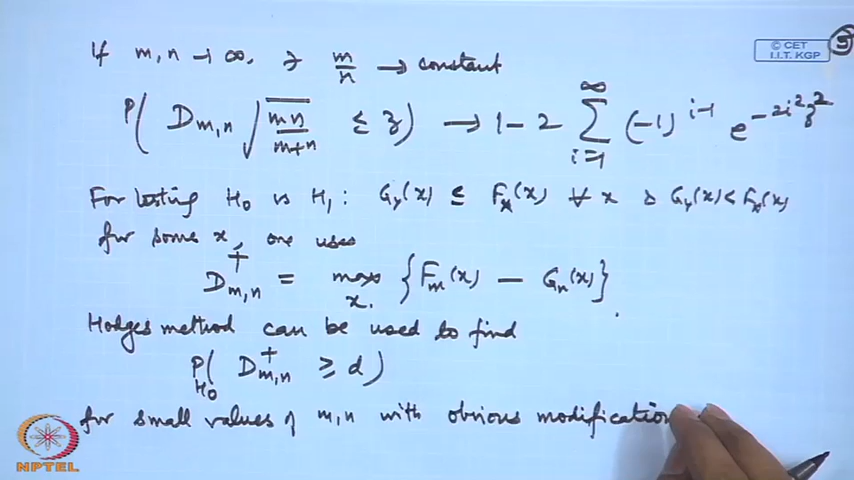 5
© CET
I.I.T. KGP
If m,n → ∞, ∋ m/n → constant
P( D_{m,n} √(mn/(m+n)) ≤ z ) → 1 - 2 ∑_{i=1}^{∞} (-1)^{i-1} e^{-2i²z²}
For testing H₀ vs H₁: G_Y(x) ≤ F_X(x) ∀ x & G_Y(x) < F_X(x)
for some x, one uses
D⁺_{m,n} = max_x {F_m(x) - G_n(x)}.
Hodges method can be used to find
P_{H₀}( D⁺_{m,n} ≥ d )
for small values of m,n with obvious modification
NPTEL